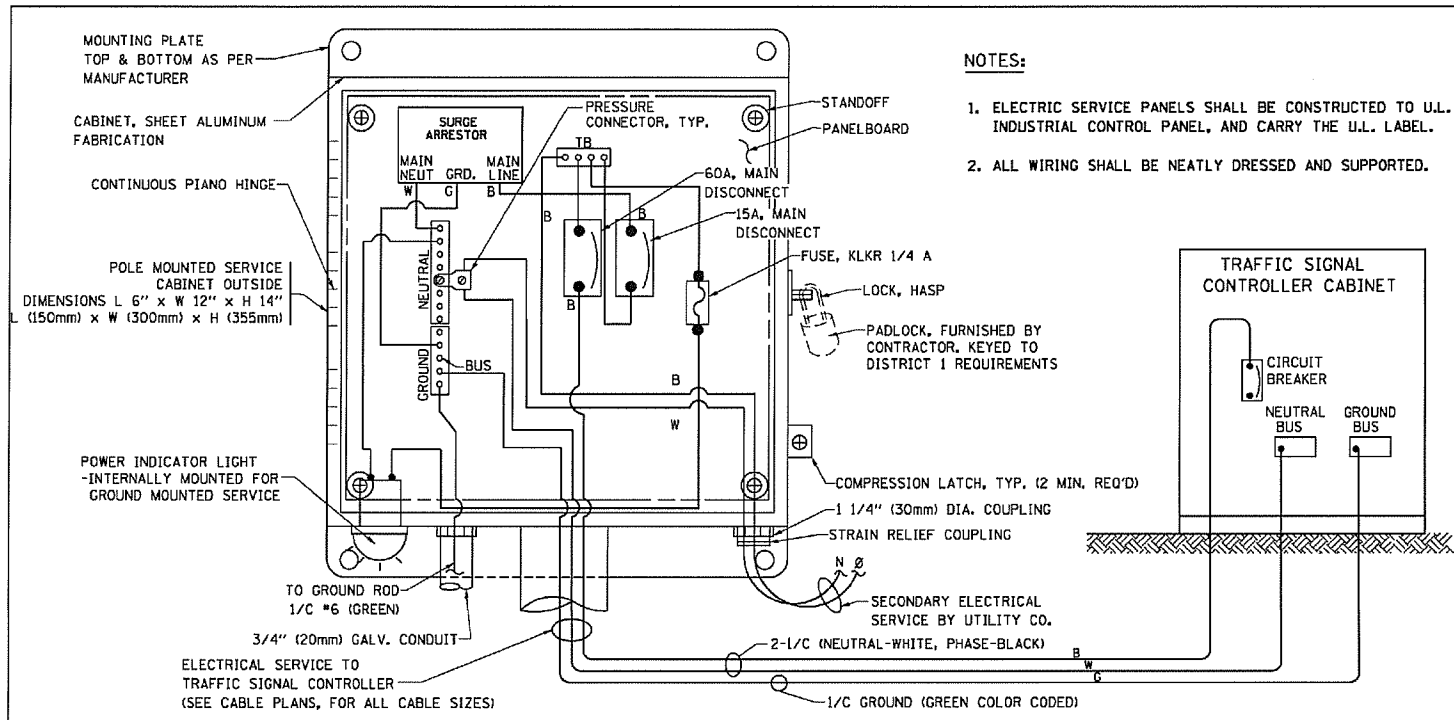 MOUNTING PLATE
TOP & BOTTOM AS PER
MANUFACTURER
CABINET, SHEET ALUMINUM
FABRICATION
CONTINUOUS PIANO HINGE
POLE MOUNTED SERVICE
CABINET OUTSIDE
DIMENSIONS L 6" x W 12" x H 14"
L (150mm) x W (300mm) x H (355mm)
POWER INDICATOR LIGHT
-INTERNALLY MOUNTED FOR
GROUND MOUNTED SERVICE
TO GROUND ROD
1/C #6 (GREEN)
3/4" (20mm) GALV. CONDUIT
ELECTRICAL SERVICE TO
TRAFFIC SIGNAL CONTROLLER
(SEE CABLE PLANS, FOR ALL CABLE SIZES)
SURGE
ARRESTOR
MAIN
NEUT
GRD.
MAIN
LINE
W
G
B
PRESSURE
CONNECTOR, TYP.
TB
60A, MAIN
DISCONNECT
15A, MAIN
DISCONNECT
B
B
B
NEUTRAL
GROUND
BUS
B
W
STANDOFF
PANELBOARD
FUSE, KLKR 1/4 A
LOCK, HASP
PADLOCK, FURNISHED BY
CONTRACTOR, KEYED TO
DISTRICT 1 REQUIREMENTS
COMPRESSION LATCH, TYP. (2 MIN. REQ'D)
1 1/4" (30mm) DIA. COUPLING
STRAIN RELIEF COUPLING
N Ø
SECONDARY ELECTRICAL
SERVICE BY UTILITY CO.
2-1/C (NEUTRAL-WHITE, PHASE-BLACK)
B
W
G
1/C GROUND (GREEN COLOR CODED)
NOTES:
1. ELECTRIC SERVICE PANELS SHALL BE CONSTRUCTED TO U.L.
INDUSTRIAL CONTROL PANEL, AND CARRY THE U.L. LABEL.
2. ALL WIRING SHALL BE NEATLY DRESSED AND SUPPORTED.
TRAFFIC SIGNAL
CONTROLLER CABINET
CIRCUIT
BREAKER
NEUTRAL
BUS
GROUND
BUS